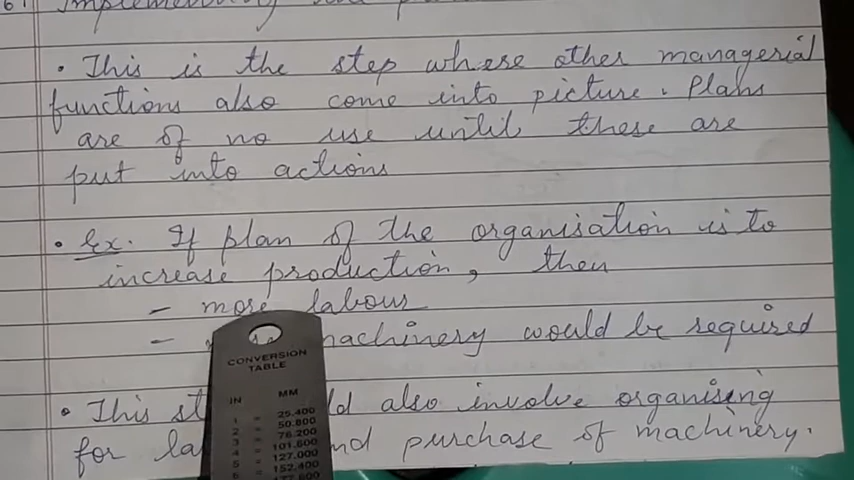 61
• This is the step where other managerial
functions also come into picture. Plans
are of no use until these are
put into actions
• Ex. If plan of the organisation is to
increase production, then
– more labour
– machinery would be required
• This also involve organising
for purchase of machinery.
CONVERSION
TABLE
IN MM
1 = 25.400
2 = 50.800
3 = 76.200
4 = 101.600
5 = 127.000
6 = 152.400